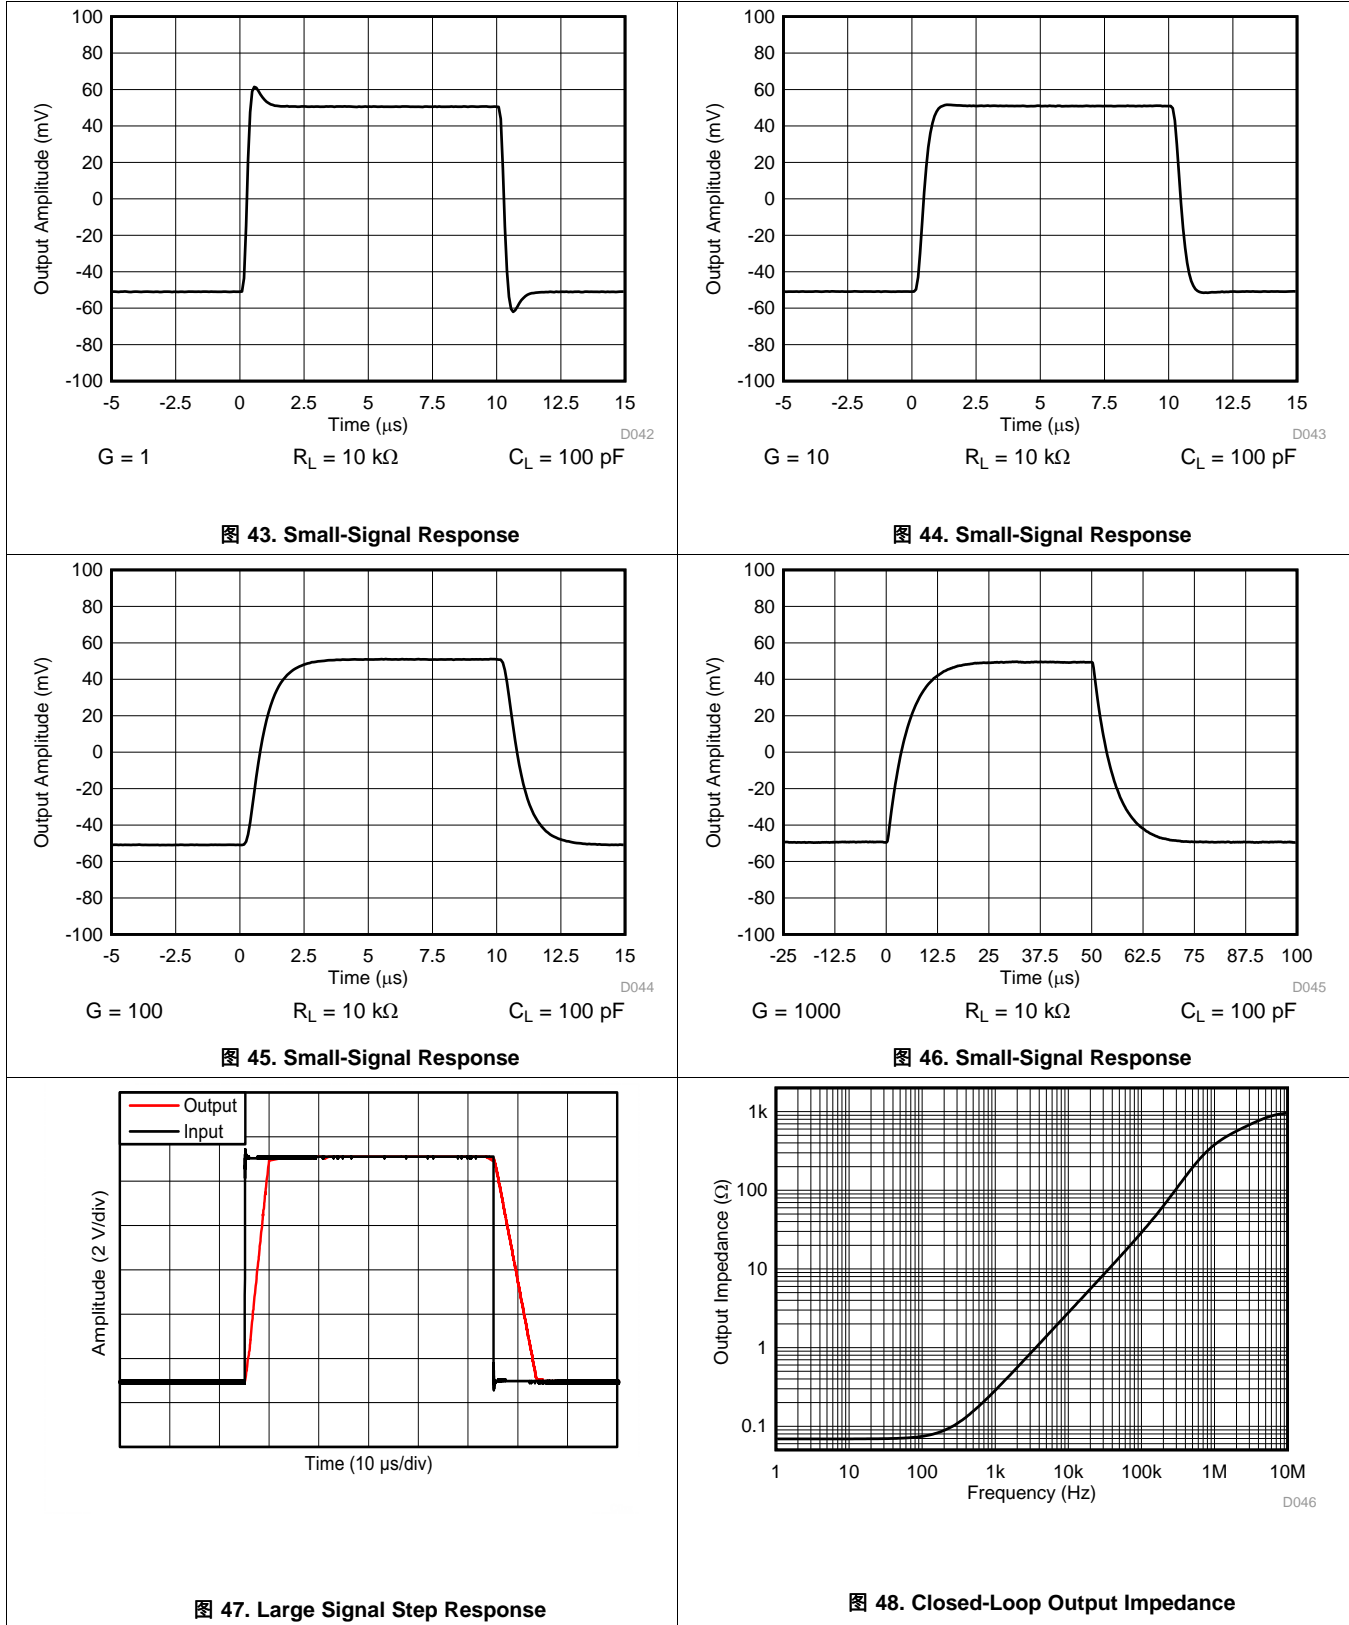 100
80
60
40
20
0
-20
-40
-60
-80
-100
Output Amplitude (mV)
-5 -2.5 0 2.5 5 7.5 10 12.5 15
Time (μs)
D042
G = 1 R_L = 10 kΩ C_L = 100 pF
图 43. Small-Signal Response
100
80
60
40
20
0
-20
-40
-60
-80
-100
Output Amplitude (mV)
-5 -2.5 0 2.5 5 7.5 10 12.5 15
Time (μs)
D043
G = 10 R_L = 10 kΩ C_L = 100 pF
图 44. Small-Signal Response
100
80
60
40
20
0
-20
-40
-60
-80
-100
Output Amplitude (mV)
-5 -2.5 0 2.5 5 7.5 10 12.5 15
Time (μs)
D044
G = 100 R_L = 10 kΩ C_L = 100 pF
图 45. Small-Signal Response
100
80
60
40
20
0
-20
-40
-60
-80
-100
Output Amplitude (mV)
-25 -12.5 0 12.5 25 37.5 50 62.5 75 87.5 100
Time (μs)
D045
G = 1000 R_L = 10 kΩ C_L = 100 pF
图 46. Small-Signal Response
Output
Input
Amplitude (2 V/div)
Time (10 μs/div)
图 47. Large Signal Step Response
1k
100
10
1
0.1
Output Impedance (Ω)
1 10 100 1k 10k 100k 1M 10M
Frequency (Hz)
D046
图 48. Closed-Loop Output Impedance